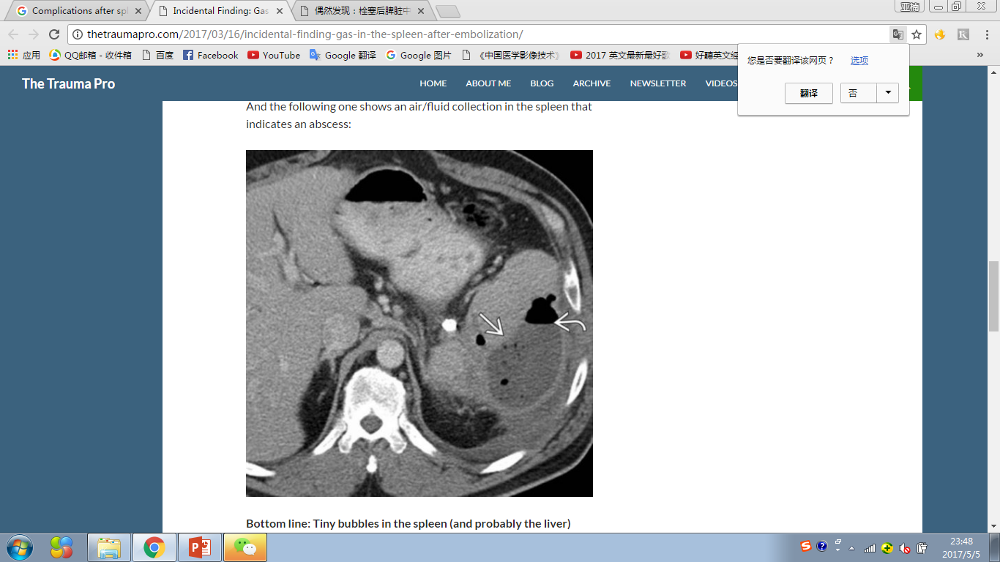 Complications after spl
Incidental Finding: Gas
偶然发现：栓塞后脾脏中
亚楠
thetraumapro.com/2017/03/16/incidental-finding-gas-in-the-spleen-after-embolization/
应用 QQ邮箱 - 收件箱 百度 Facebook YouTube Google 翻译 Google 图片 《中国医学影像技术》 2017 英文最新最好歌 好聽英文經 »
您是否要翻译该网页？ 选项
翻译 否
The Trauma Pro HOME ABOUT ME BLOG ARCHIVE NEWSLETTER VIDEOS
And the following one shows an air/fluid collection in the spleen that
indicates an abscess:
Bottom line: Tiny bubbles in the spleen (and probably the liver)
23:48
2017/5/5